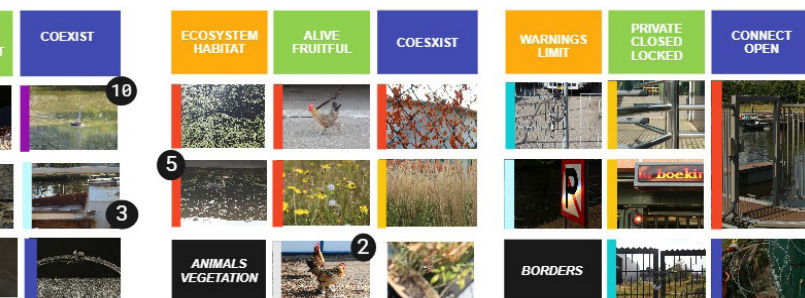 T
COEXIST
10
3
ECOSYSTEM
HABITAT
ALIVE
FRUITFUL
COESXIST
5
ANIMALS
VEGETATION
2
WARNINGS
LIMIT
PRIVATE
CLOSED
LOCKED
CONNECT
OPEN
R
boekin
BORDERS